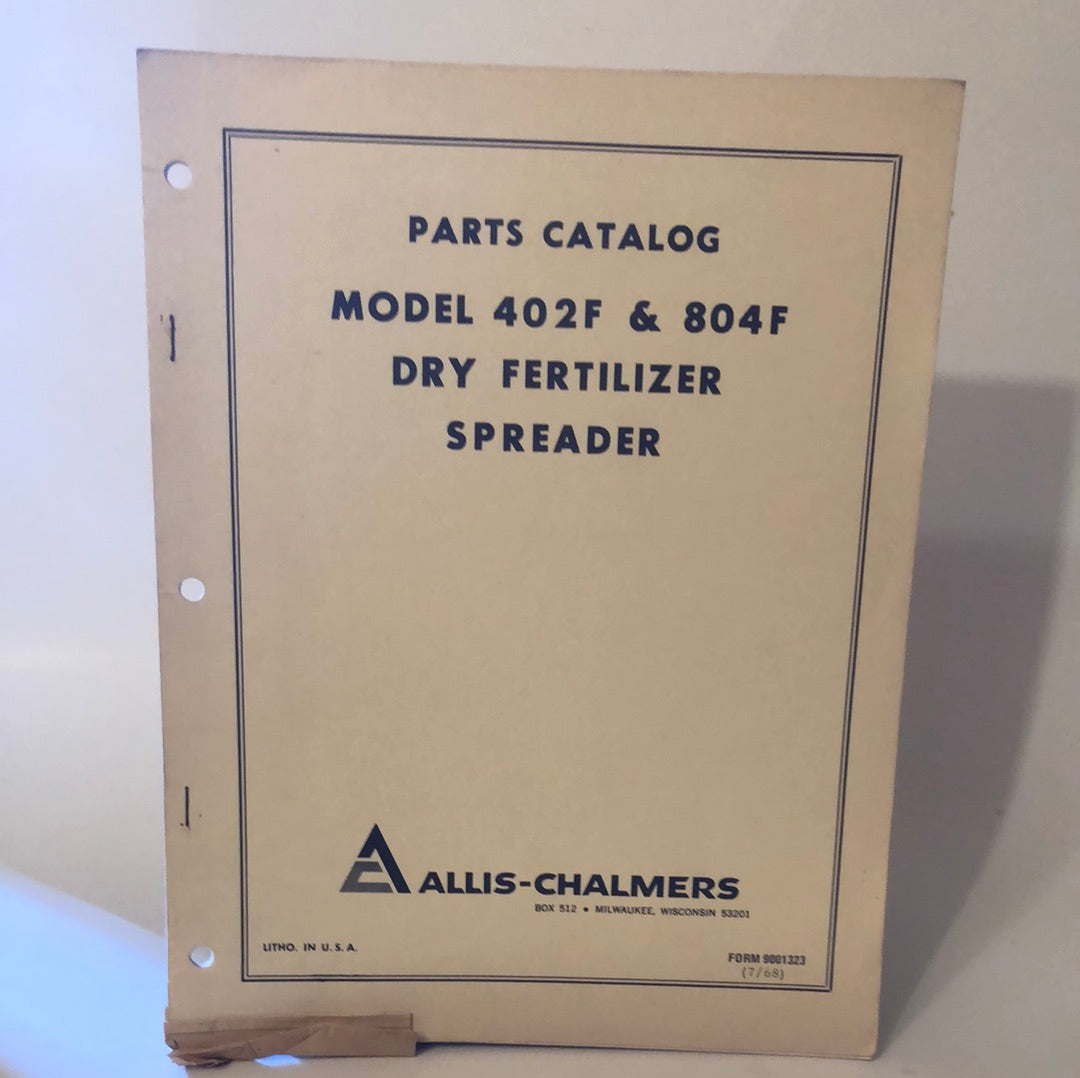 PARTS CATALOG
MODEL 402F & 804F
DRY FERTILIZER
SPREADER
ALLIS-CHALMERS
BOX 512 • MILWAUKEE, WISCONSIN 53201
LITHO. IN U.S.A.
FORM 9001323
(7/68)